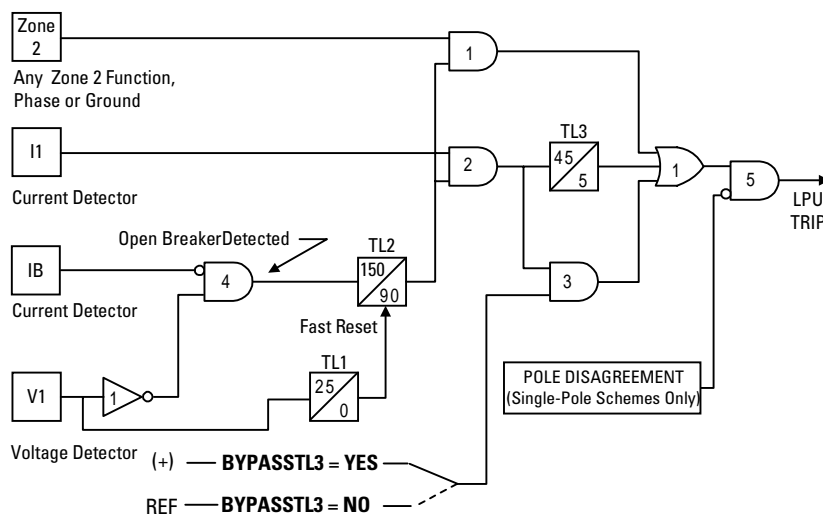 Zone
2
1
Any Zone 2 Function,
Phase or Ground
I1
2
TL3
45
5
1
5
LPU
TRIP
Current Detector
Open BreakerDetected
TL2
IB
4
150
90
3
Current Detector
Fast Reset
TL1
V1
1
25
0
POLE DISAGREEMENT
(Single-Pole Schemes Only)
Voltage Detector
(+) BYPASSTL3 = YES
REF BYPASSTL3 = NO